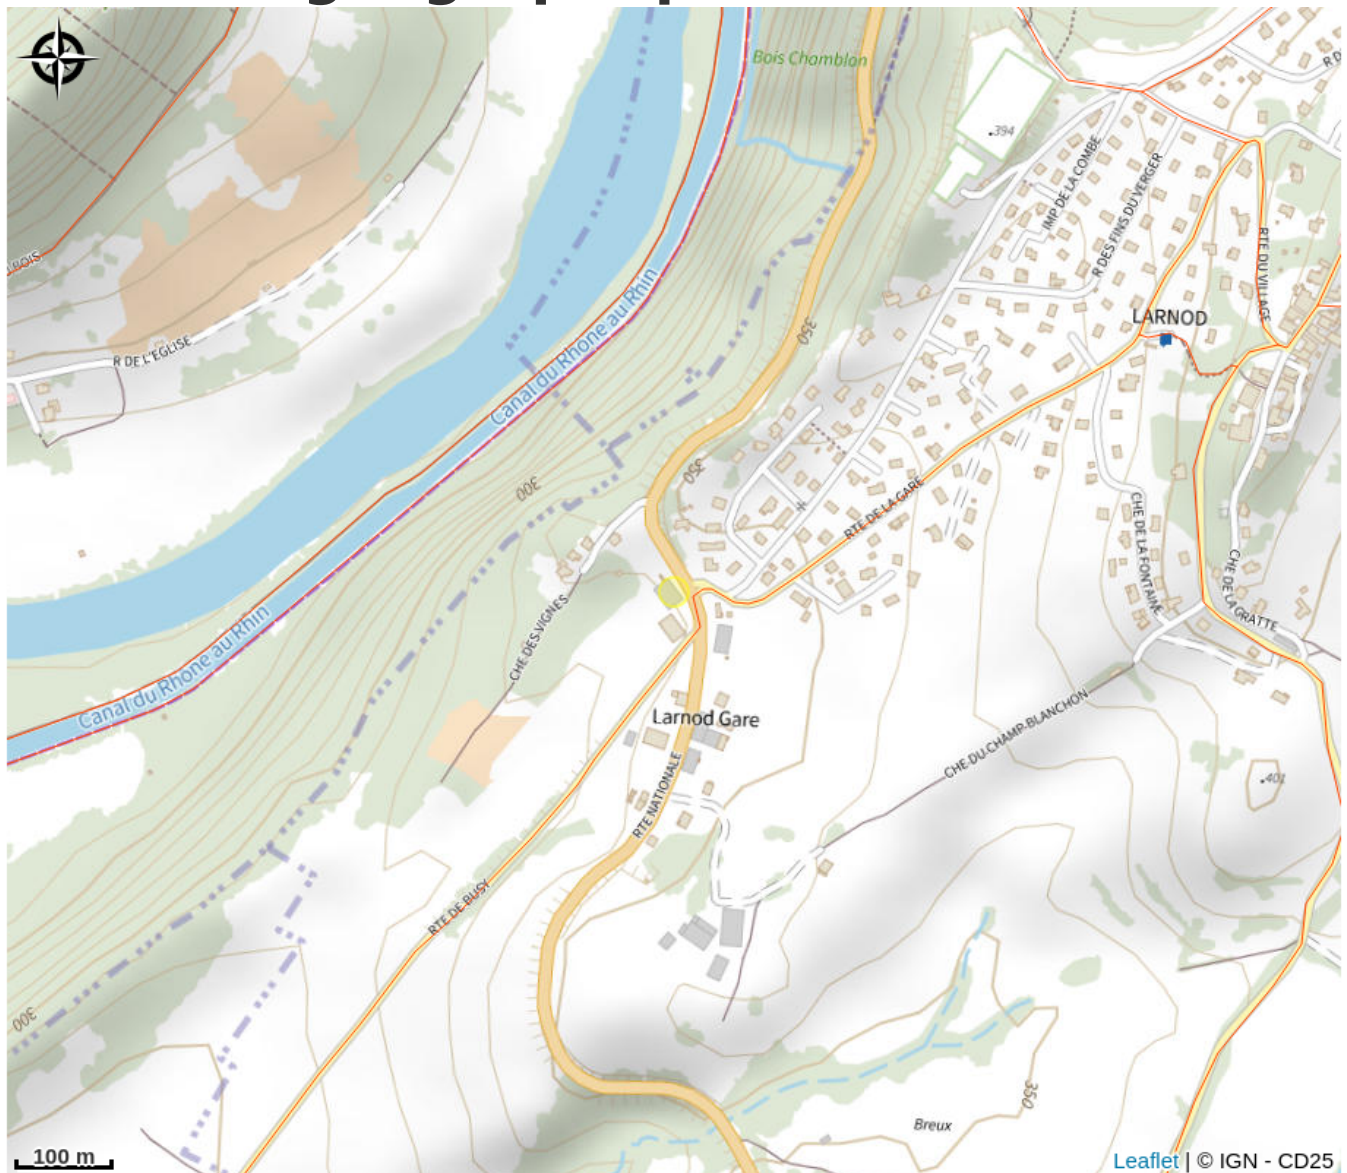 Bois Chamblon
R D
394
IMP DE LA COMBE
R DES FINS DU VERGER
RTE DU VILLAGE
BOIS
Canal du Rhone au Rhin
LARNOD
350
R DE L'EGLISE
350
300
RTE DE LA GARE
CHE DE LA FONTAINE
CHE DE LA GRATTE
CHE DES VIGNES
Canal du Rhone au Rhin
Larnod Gare
CHE DU CHAMP BLANCHON
401
RTE NATIONALE
RTE DE BUSY
300
350
Breux
100 m
Leaflet | © IGN - CD25